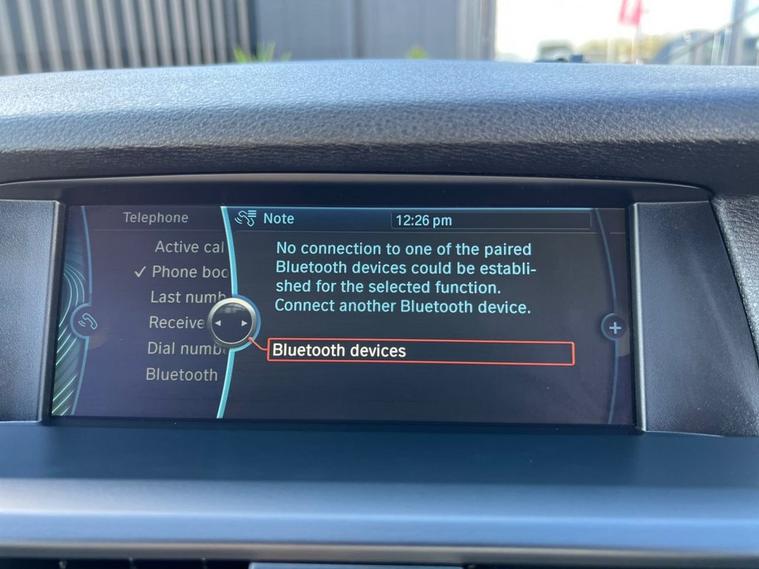 Telephone
Active cal
✓ Phone boo
Last numb
Receive
Dial numb
Bluetooth
Note
12:26 pm
No connection to one of the paired
Bluetooth devices could be establi-
shed for the selected function.
Connect another Bluetooth device.
Bluetooth devices